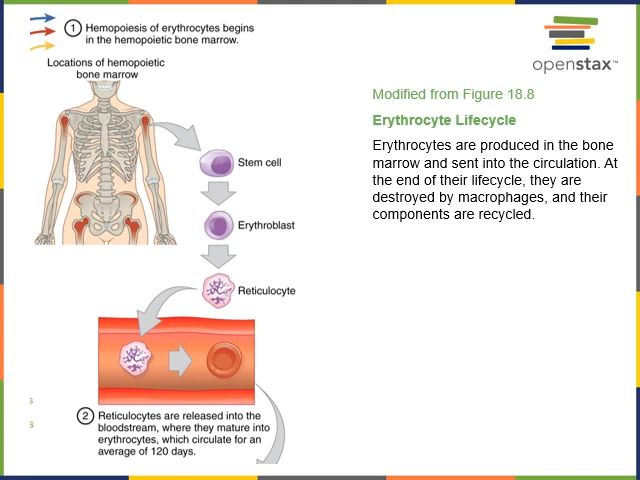 1 Hemopoiesis of erythrocytes begins
in the hemopoietic bone marrow.
Locations of hemopoietic
bone marrow
Stem cell
Erythroblast
Reticulocyte
s
s
2 Reticulocytes are released into the
bloodstream, where they mature into
erythrocytes, which circulate for an
average of 120 days.
openstax™
Modified from Figure 18.8
Erythrocyte Lifecycle
Erythrocytes are produced in the bone
marrow and sent into the circulation. At
the end of their lifecycle, they are
destroyed by macrophages, and their
components are recycled.